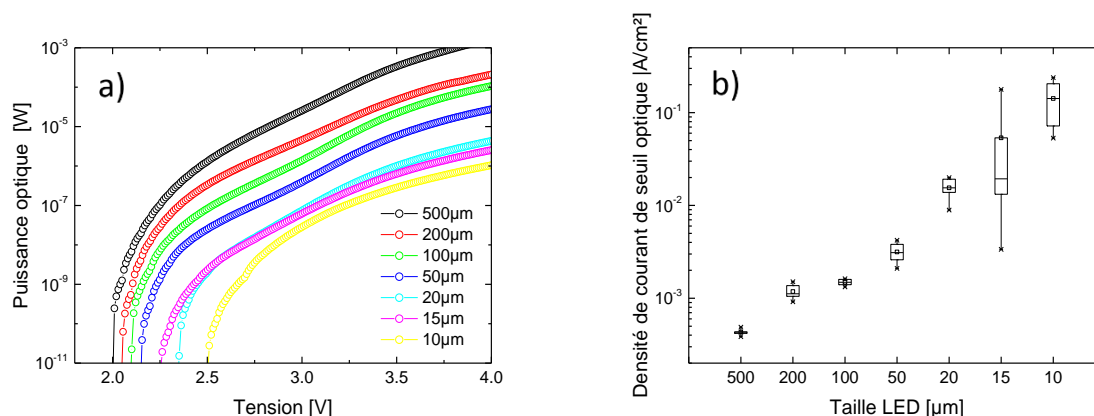 a)
Puissance optique [W]
10⁻³
10⁻⁵
10⁻⁷
10⁻⁹
10⁻¹¹
500µm
200µm
100µm
50µm
20µm
15µm
10µm
2.0 2.5 3.0 3.5 4.0
Tension [V]
b)
Densité de courant de seuil optique |A/cm²|
10⁻¹
10⁻²
10⁻³
500 200 100 50 20 15 10
Taille LED [µm]